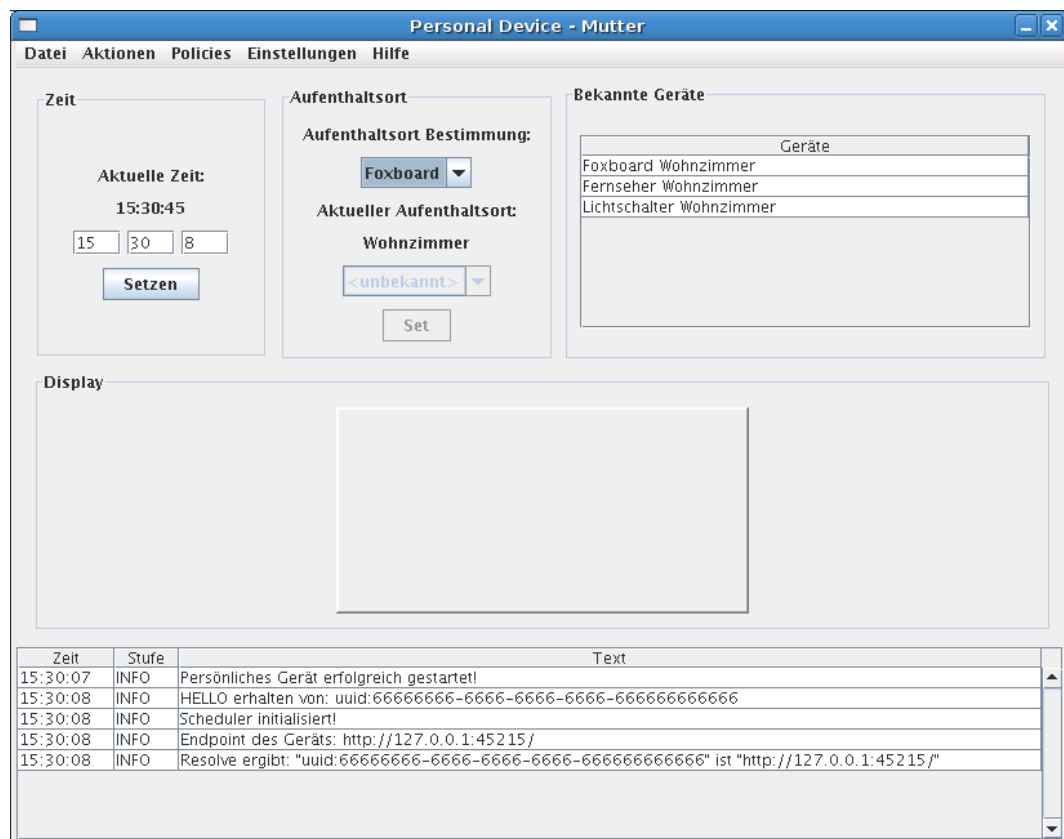 Personal Device - Mutter
Datei Aktionen Policies Einstellungen Hilfe
Zeit
Aktuelle Zeit:
15:30:45
15 30 8
Setzen
Aufenthaltsort
Aufenthaltsort Bestimmung:
Foxboard
Aktueller Aufenthaltsort:
Wohnzimmer
<unbekannt>
Set
Bekannte Geräte
Geräte
Foxboard Wohnzimmer
Fernseher Wohnzimmer
Lichtschalter Wohnzimmer
Display
Zeit Stufe Text
15:30:07 INFO Persönliches Gerät erfolgreich gestartet!
15:30:08 INFO HELLO erhalten von: uuid:66666666-6666-6666-6666-666666666666
15:30:08 INFO Scheduler initialisiert!
15:30:08 INFO Endpoint des Geräts: http://127.0.0.1:45215/
15:30:08 INFO Resolve ergibt: "uuid:66666666-6666-6666-6666-666666666666" ist "http://127.0.0.1:45215/"